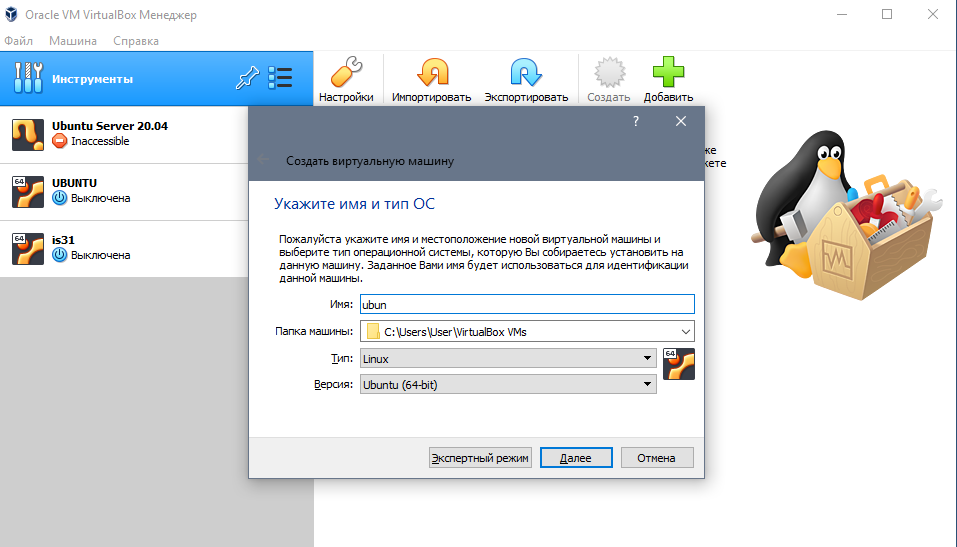 Oracle VM VirtualBox Менеджер
Файл Машина Справка
Инструменты
Настройки Импортировать Экспортировать Создать Добавить
Ubuntu Server 20.04
Inaccessible
64
UBUNTU
Выключена
64
is31
Выключена
же
жете
?
Создать виртуальную машину
Укажите имя и тип ОС
Пожалуйста укажите имя и местоположение новой виртуальной машины и
выберите тип операционной системы, которую Вы собираетесь установить на
данную машину. Заданное Вами имя будет использоваться для идентификации
данной машины.
Имя: ubun
Папка машины: C:\Users\User\VirtualBox VMs
Тип: Linux
64
Версия: Ubuntu (64-bit)
Экспертный режим Далее Отмена